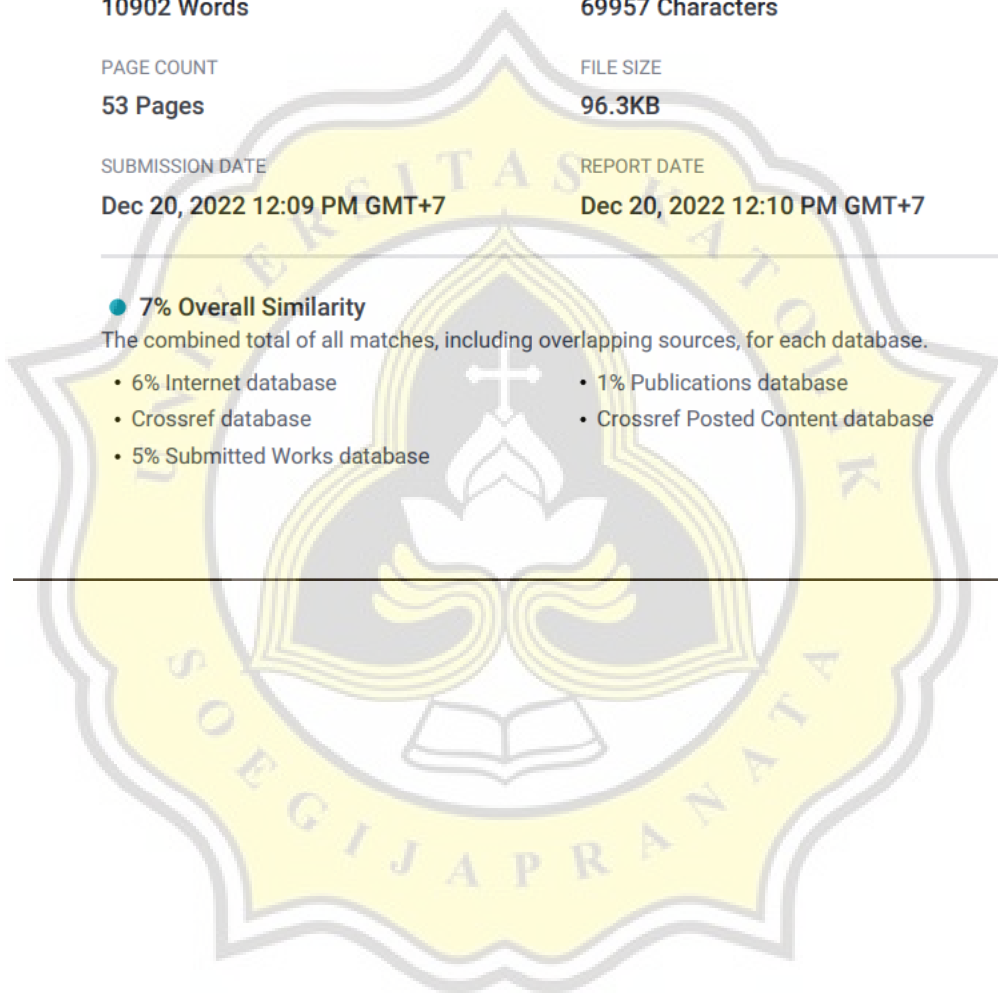 10902 Words 69957 Characters
PAGE COUNT FILE SIZE
53 Pages 96.3KB
SUBMISSION DATE REPORT DATE
Dec 20, 2022 12:09 PM GMT+7 Dec 20, 2022 12:10 PM GMT+7
7% Overall Similarity
The combined total of all matches, including overlapping sources, for each database.
• 6% Internet database • 1% Publications database
• Crossref database • Crossref Posted Content database
• 5% Submitted Works database
UNIVERSITAS KATOLIK
SOEGIJAPRANATA